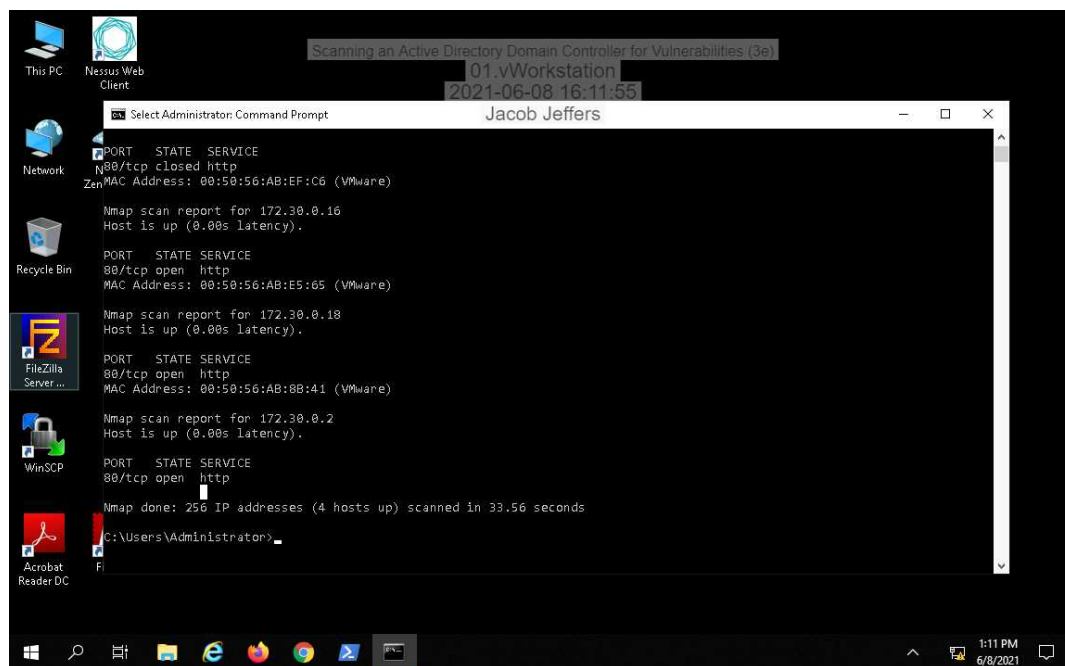 Scanning an Active Directory Domain Controller for Vulnerabilities (3e)
01.vWorkstation
2021-06-08 16:11:55
Jacob Jeffers
This PC
Nessus Web
Client
Network
N
Zen
Recycle Bin
FileZilla
Server ...
WinSCP
Acrobat
Reader DC
Fi
Select Administrator: Command Prompt
PORT   STATE  SERVICE
80/tcp closed http
MAC Address: 00:50:56:AB:EF:C6 (VMware)
Nmap scan report for 172.30.0.16
Host is up (0.00s latency).
PORT   STATE SERVICE
80/tcp open  http
MAC Address: 00:50:56:AB:E5:65 (VMware)
Nmap scan report for 172.30.0.18
Host is up (0.00s latency).
PORT   STATE SERVICE
80/tcp open  http
MAC Address: 00:50:56:AB:8B:41 (VMware)
Nmap scan report for 172.30.0.2
Host is up (0.00s latency).
PORT   STATE SERVICE
80/tcp open  http
Nmap done: 256 IP addresses (4 hosts up) scanned in 33.56 seconds
C:\Users\Administrator>
1:11 PM
6/8/2021